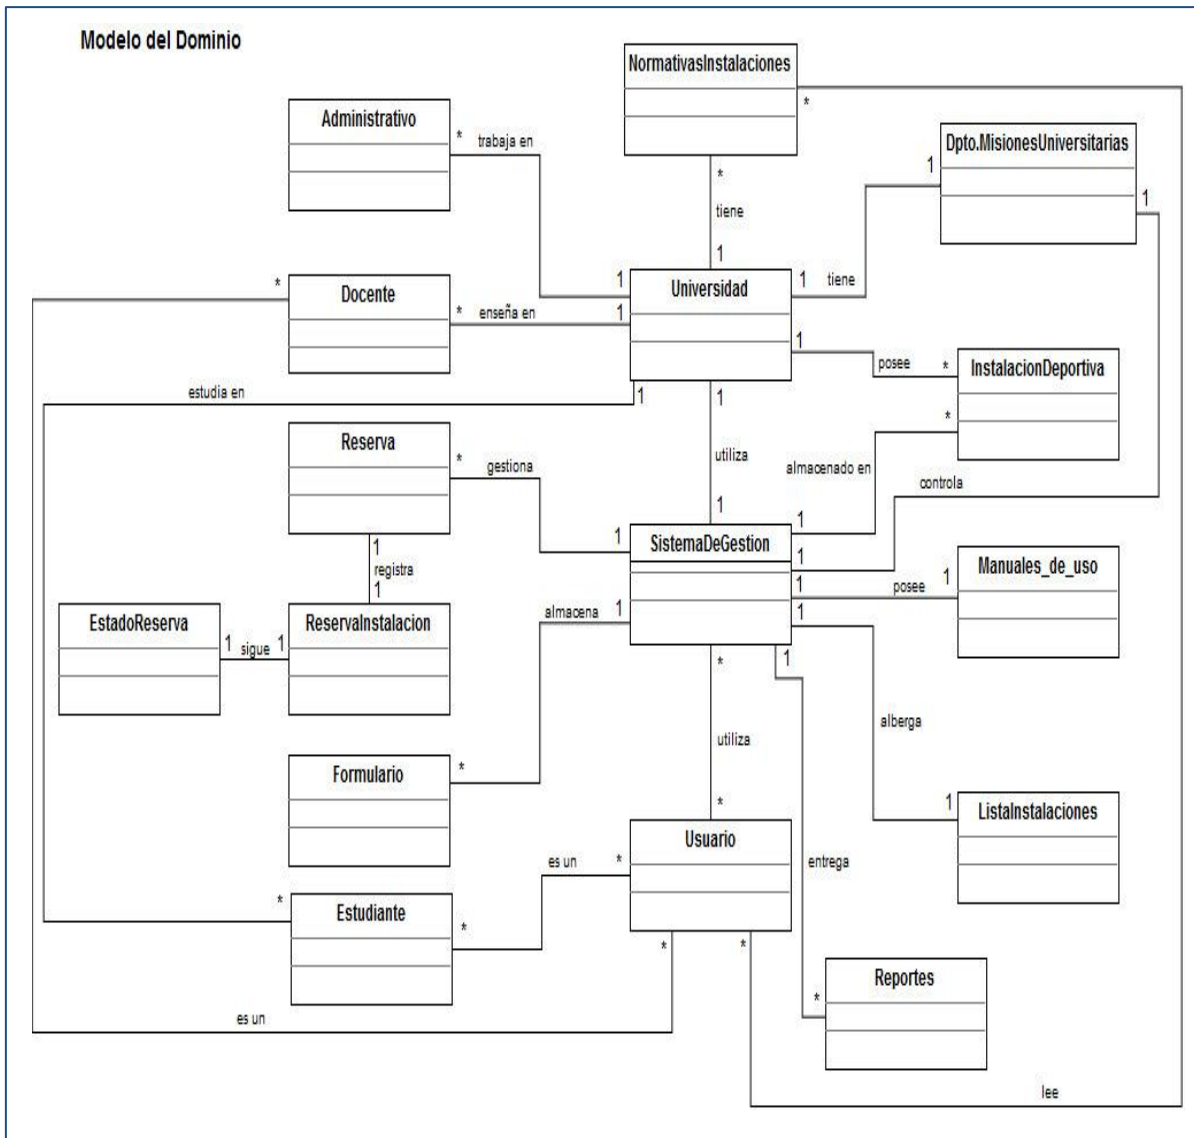 Modelo del Dominio
NormativasInstalaciones
*
Administrativo
*
trabaja en
Dpto.MisionesUniversitarias
1
1
*
tiene
1
1
Universidad
1
tiene
*
Docente
*
enseña en
1
1
posee
*
InstalacionDeportiva
*
estudia en
1
1
Reserva
*
gestiona
utiliza
almacenado en
controla
1
1
1
SistemaDeGestion
1
1
posee
1
Manuales_de_uso
1
registra
1
EstadoReserva
1
sigue
1
ReservaInstalacion
almacena
1
1
*
1
alberga
utiliza
Formulario
*
*
1
ListaInstalaciones
Usuario
es un
*
entrega
*
Estudiante
*
*
*
Reportes
*
es un
lee